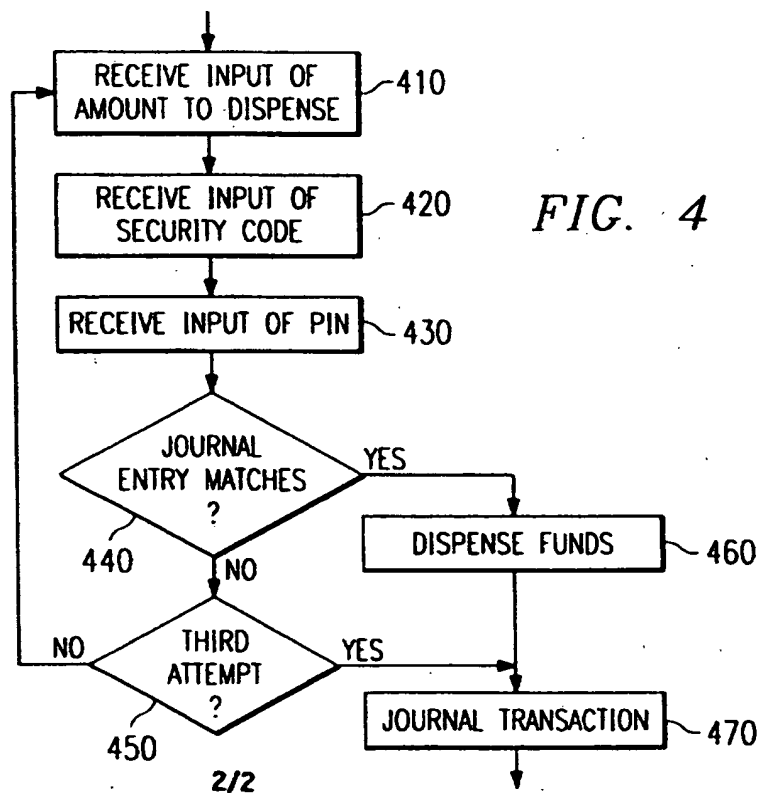 RECEIVE INPUT OF
AMOUNT TO DISPENSE
410
RECEIVE INPUT OF
SECURITY CODE
420
FIG. 4
RECEIVE INPUT OF PIN
430
JOURNAL
ENTRY MATCHES
?
YES
440
NO
DISPENSE FUNDS
460
NO
THIRD
ATTEMPT
?
YES
450
JOURNAL TRANSACTION
470
2/2